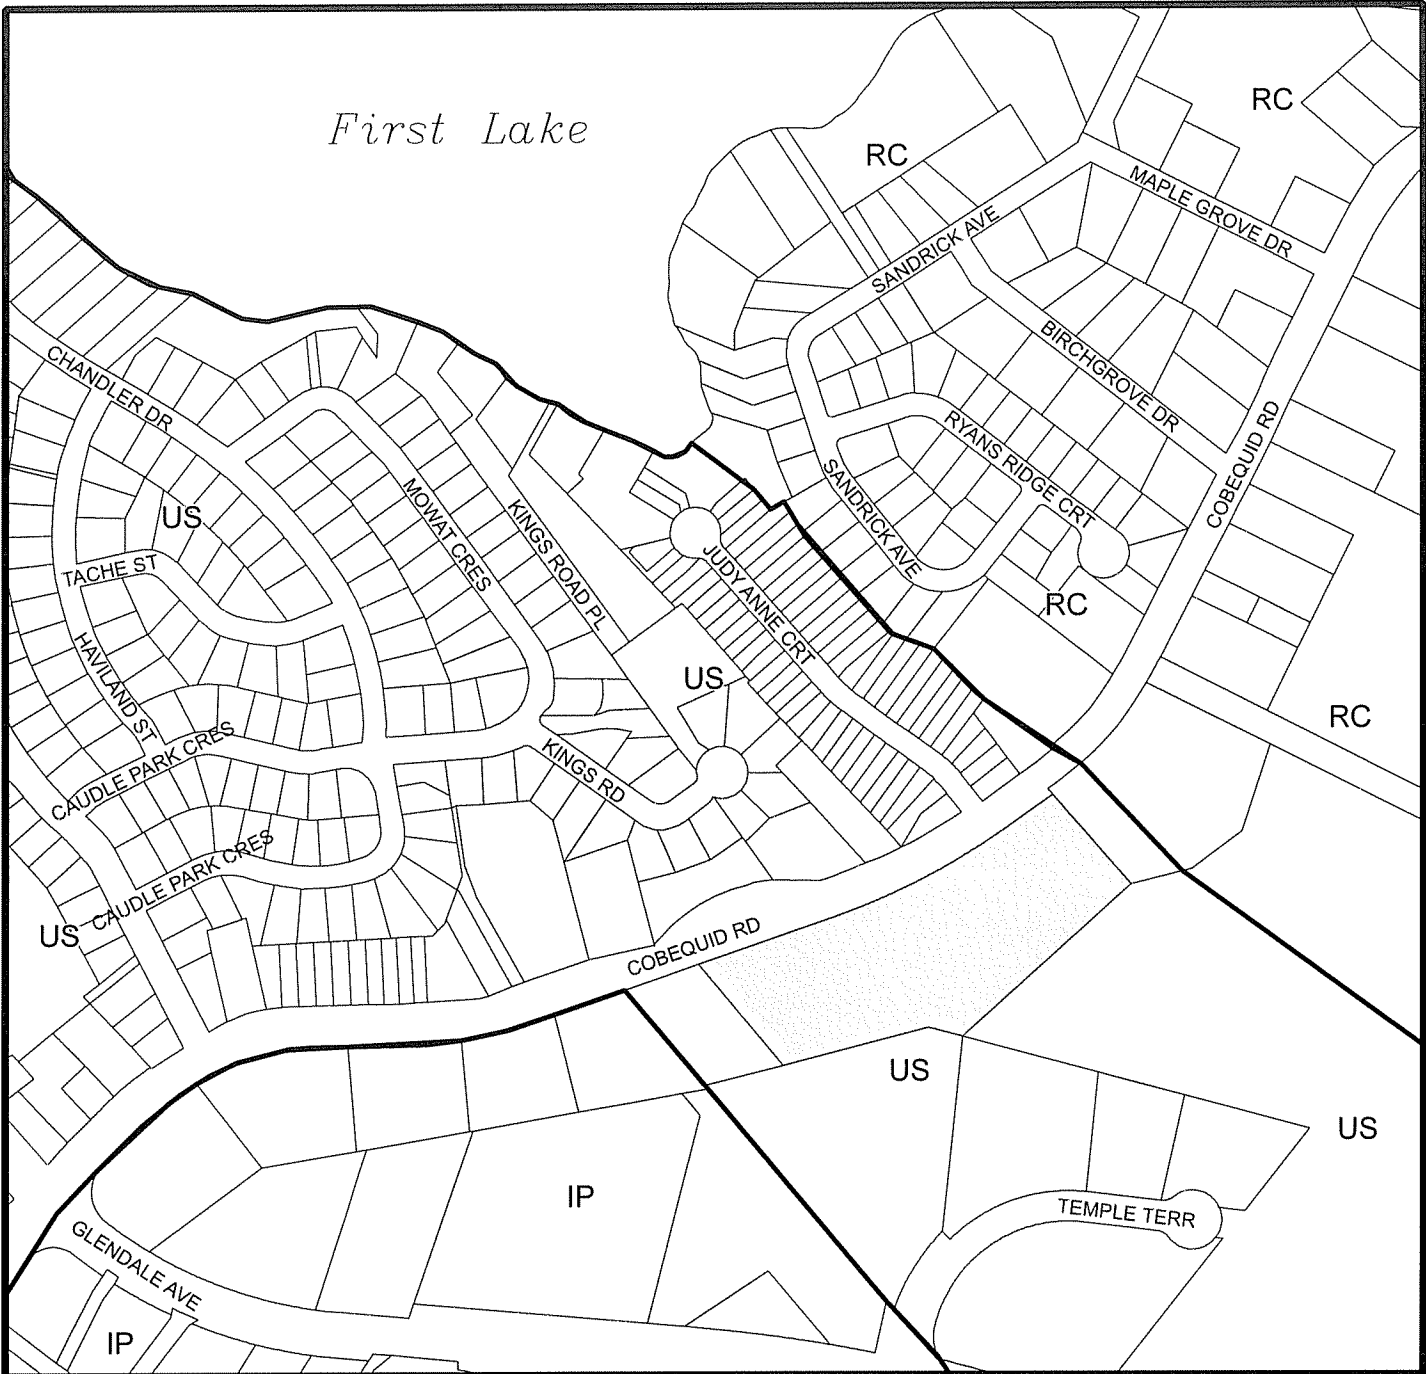 First Lake
RC
RC
MAPLE GROVE DR
SANDRICK AVE
BIRCHGROVE DR
CHANDLER DR
COBEQUID RD
RYANS RIDGE CRT
SANDRICK AVE
MOWAT CRES
US
KINGS ROAD PL
JUDY ANNE CRT
TACHE ST
RC
HAVILAND ST
US
RC
CAUDLE PARK CRES
KINGS RD
CAUDLE PARK CRES
US
COBEQUID RD
US
US
IP
TEMPLE TERR
GLENDALE AVE
IP